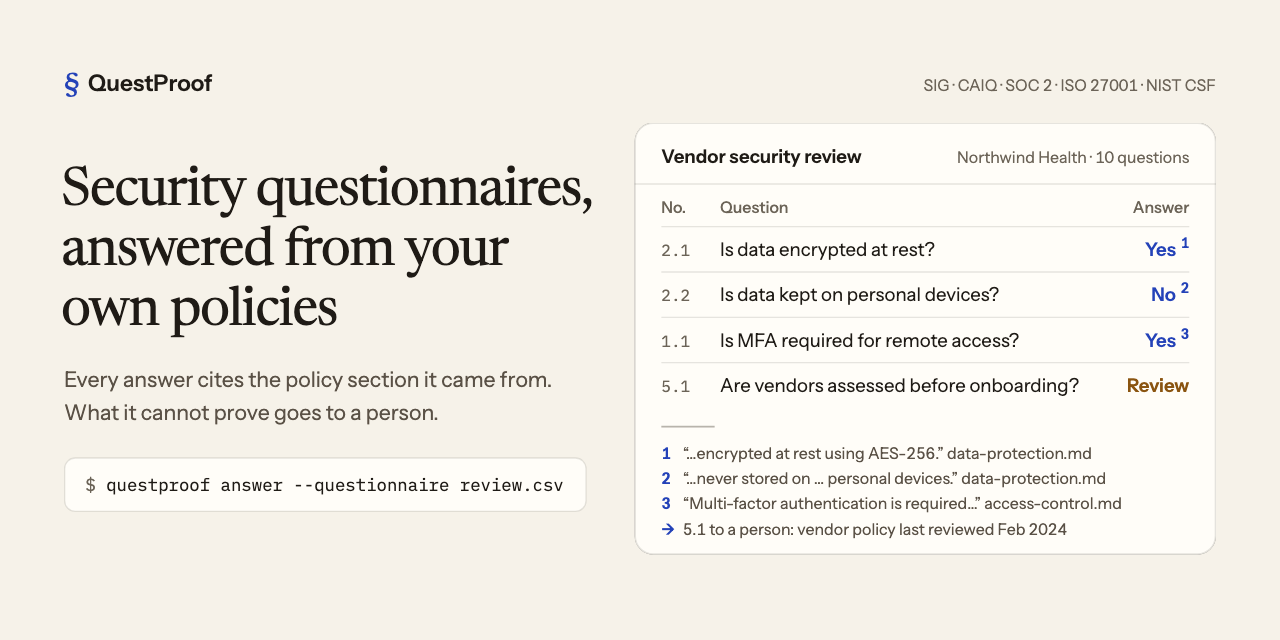 § QuestProof
SIG · CAIQ · SOC 2 · ISO 27001 · NIST CSF
Security questionnaires,
answered from your
own policies
Every answer cites the policy section it came from.
What it cannot prove goes to a person.
$ questproof answer --questionnaire review.csv
Vendor security review Northwind Health · 10 questions
No. Question Answer
2.1 Is data encrypted at rest? Yes 1
2.2 Is data kept on personal devices? No 2
1.1 Is MFA required for remote access? Yes 3
5.1 Are vendors assessed before onboarding? Review
1 “…encrypted at rest using AES-256.” data-protection.md
2 “…never stored on … personal devices.” data-protection.md
3 “Multi-factor authentication is required…” access-control.md
→ 5.1 to a person: vendor policy last reviewed Feb 2024